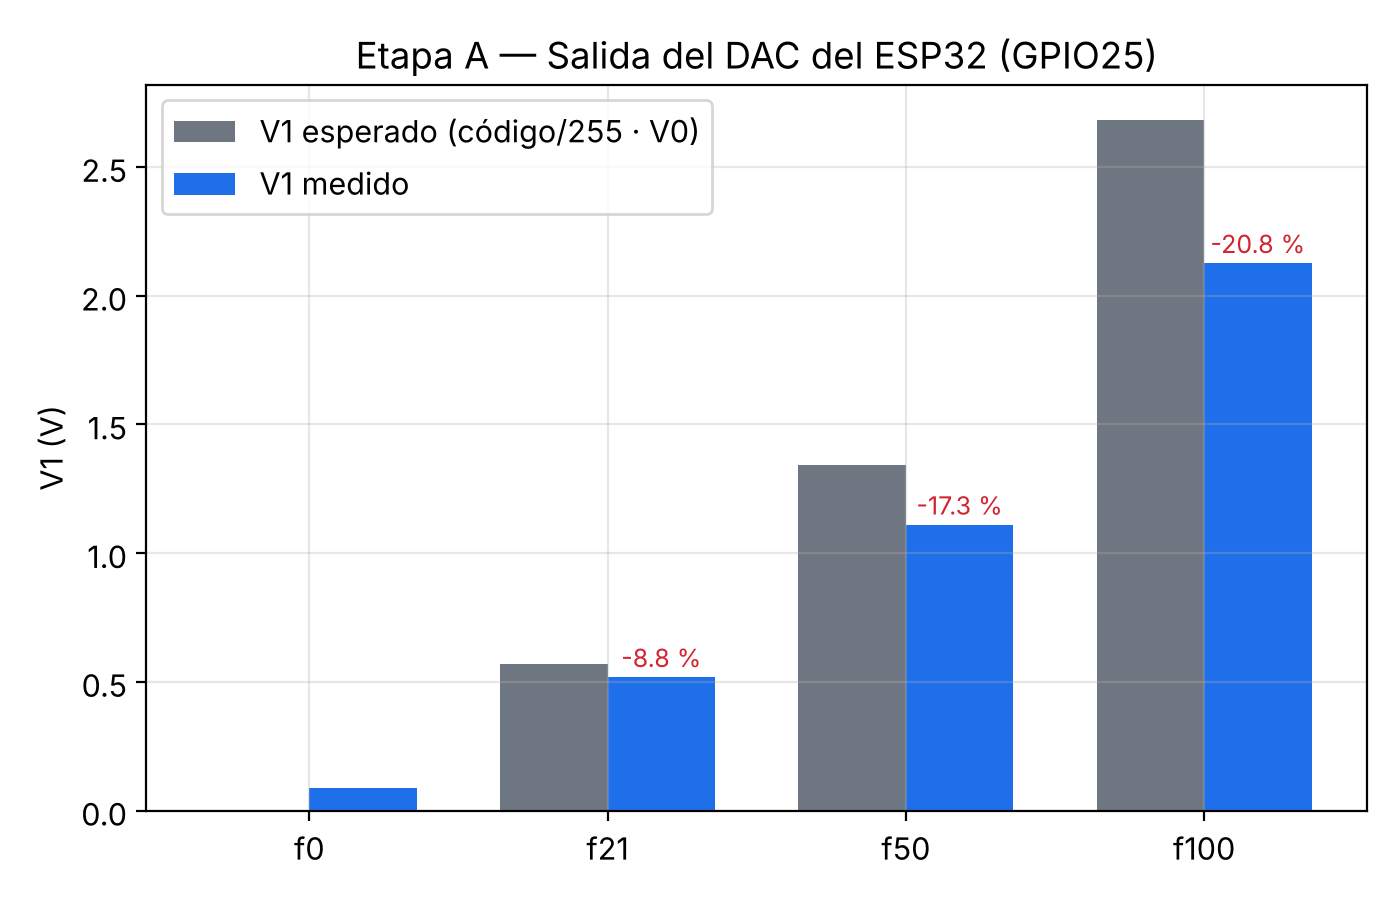 Etapa A — Salida del DAC del ESP32 (GPIO25)
V1 esperado (código/255 · V0)
V1 medido
V1 (V)
2.5
2.0
1.5
1.0
0.5
0.0
-8.8 %
-17.3 %
-20.8 %
f0
f21
f50
f100